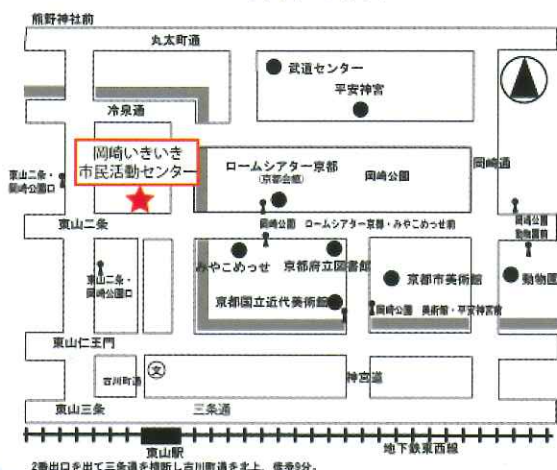 熊野神社前
丸太町通
武道センター
平安神宮
冷泉通
岡崎いきいき
市民活動センター
東山二条・
岡崎公園口
ロームシアター京都
(京都会館)
岡崎公園
岡崎通
東山二条
岡崎公園 ロームシアター京都・みやこめっせ前
岡崎公園
動物園前
みやこめっせ
京都府立図書館
東山二条・
岡崎公園口
京都市美術館
動物園
京都国立近代美術館
岡崎公園 美術館・平安神宮前
東山仁王門
古川町通
文
神宮道
東山三条
三条通
東山駅
地下鉄東西線
2番出口を出て三条通を横断し古川町通を北上、徒歩9分。